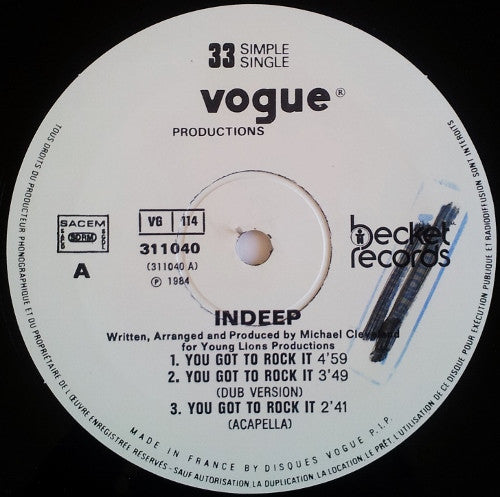 33 SIMPLE
SINGLE
vogue®
PRODUCTIONS
SACEM
SDRM
VG 114
311040
(311040 A)
℗ 1984
A
becket
records
INDEEP
Written, Arranged and Produced by Michael Cleveland
for Young Lions Productions
1. YOU GOT TO ROCK IT 4'59
2. YOU GOT TO ROCK IT 3'49
(DUB VERSION)
3. YOU GOT TO ROCK IT 2'41
(ACAPELLA)
MADE IN FRANCE BY DISQUES VOGUE P.I.P.
TOUS DROITS DU PRODUCTEUR PHONOGRAPHIQUE ET DU PROPRIÉTAIRE DE L'ŒUVRE ENREGISTRÉE RÉSERVÉS-SAUF AUTORISATION, LA DUPLICATION, LA LOCATION, LE PRÊT, L'UTILISATION DE CE DISQUE POUR EXÉCUTION PUBLIQUE ET RADIODIFFUSION SONT INTERDITS